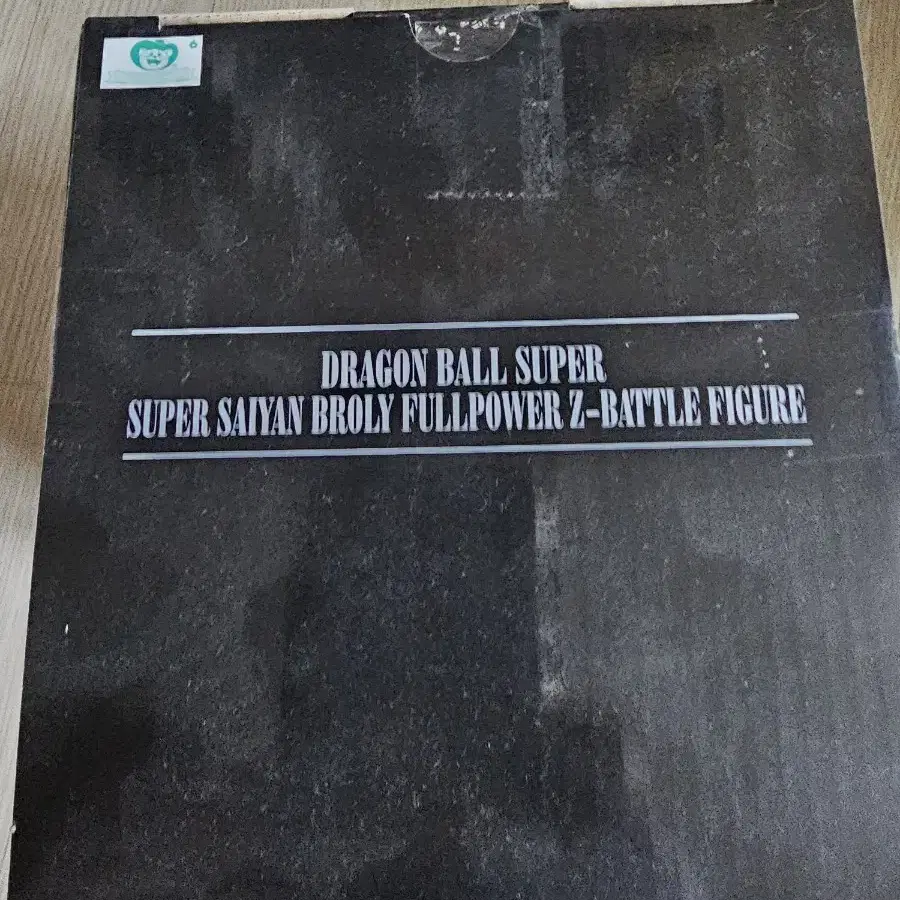 DRAGON BALL SUPER
SUPER SAIYAN BROLY FULLPOWER Z-BATTLE FIGURE